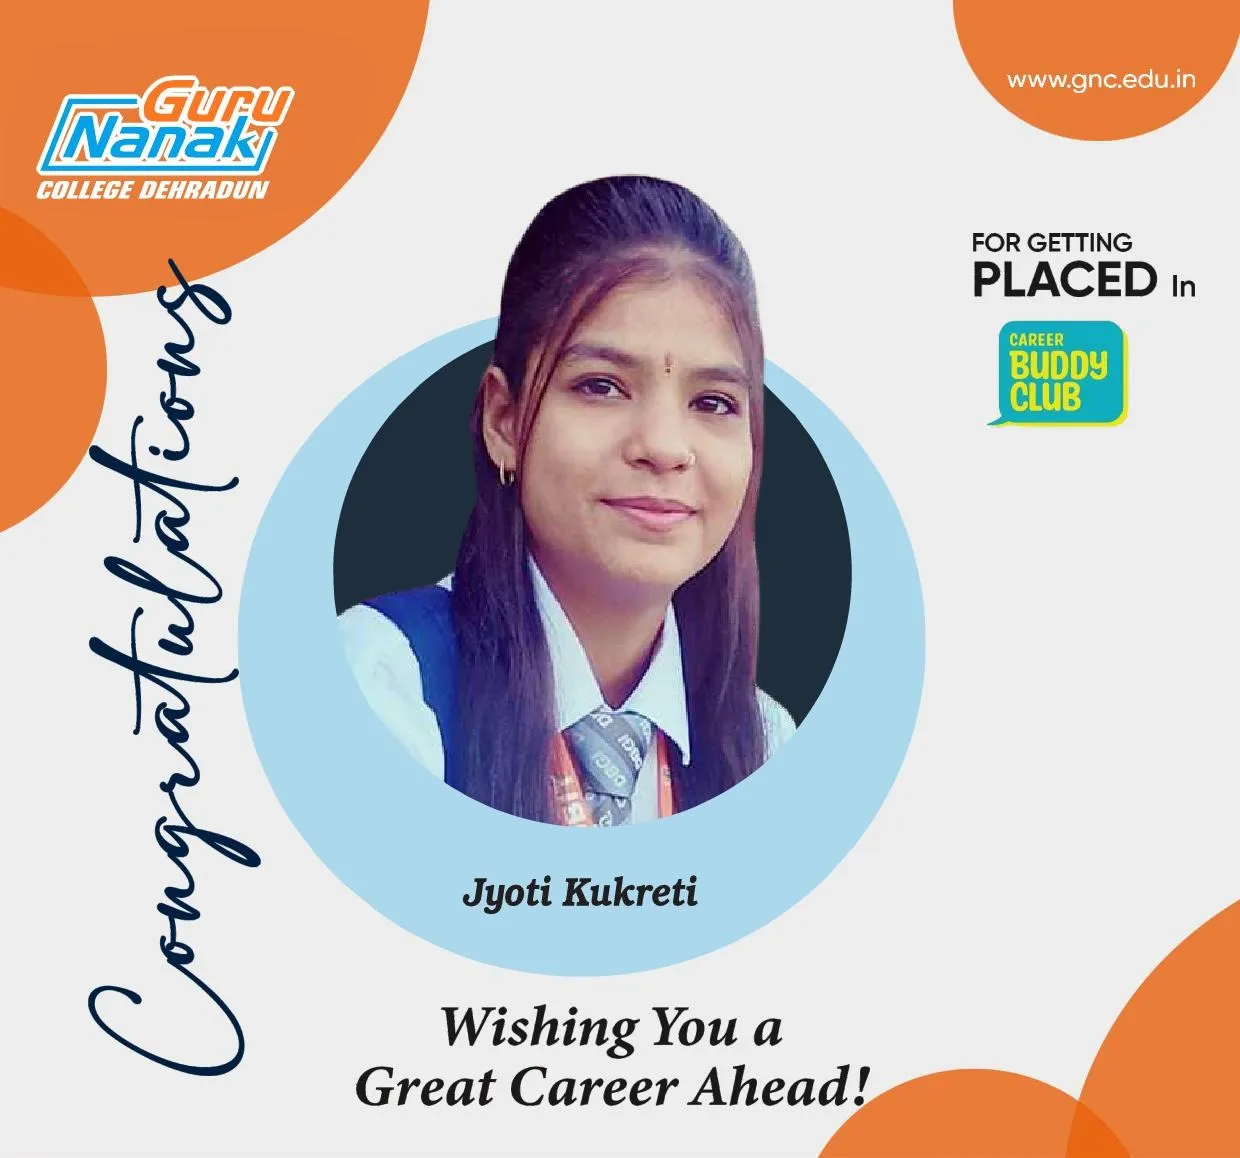 Guru
Nanak
COLLEGE DEHRADUN
www.gnc.edu.in
Congratulations
FOR GETTING
PLACED In
CAREER
BUDDY
CLUB
DBGI
Jyoti Kukreti
Wishing You a
Great Career Ahead!